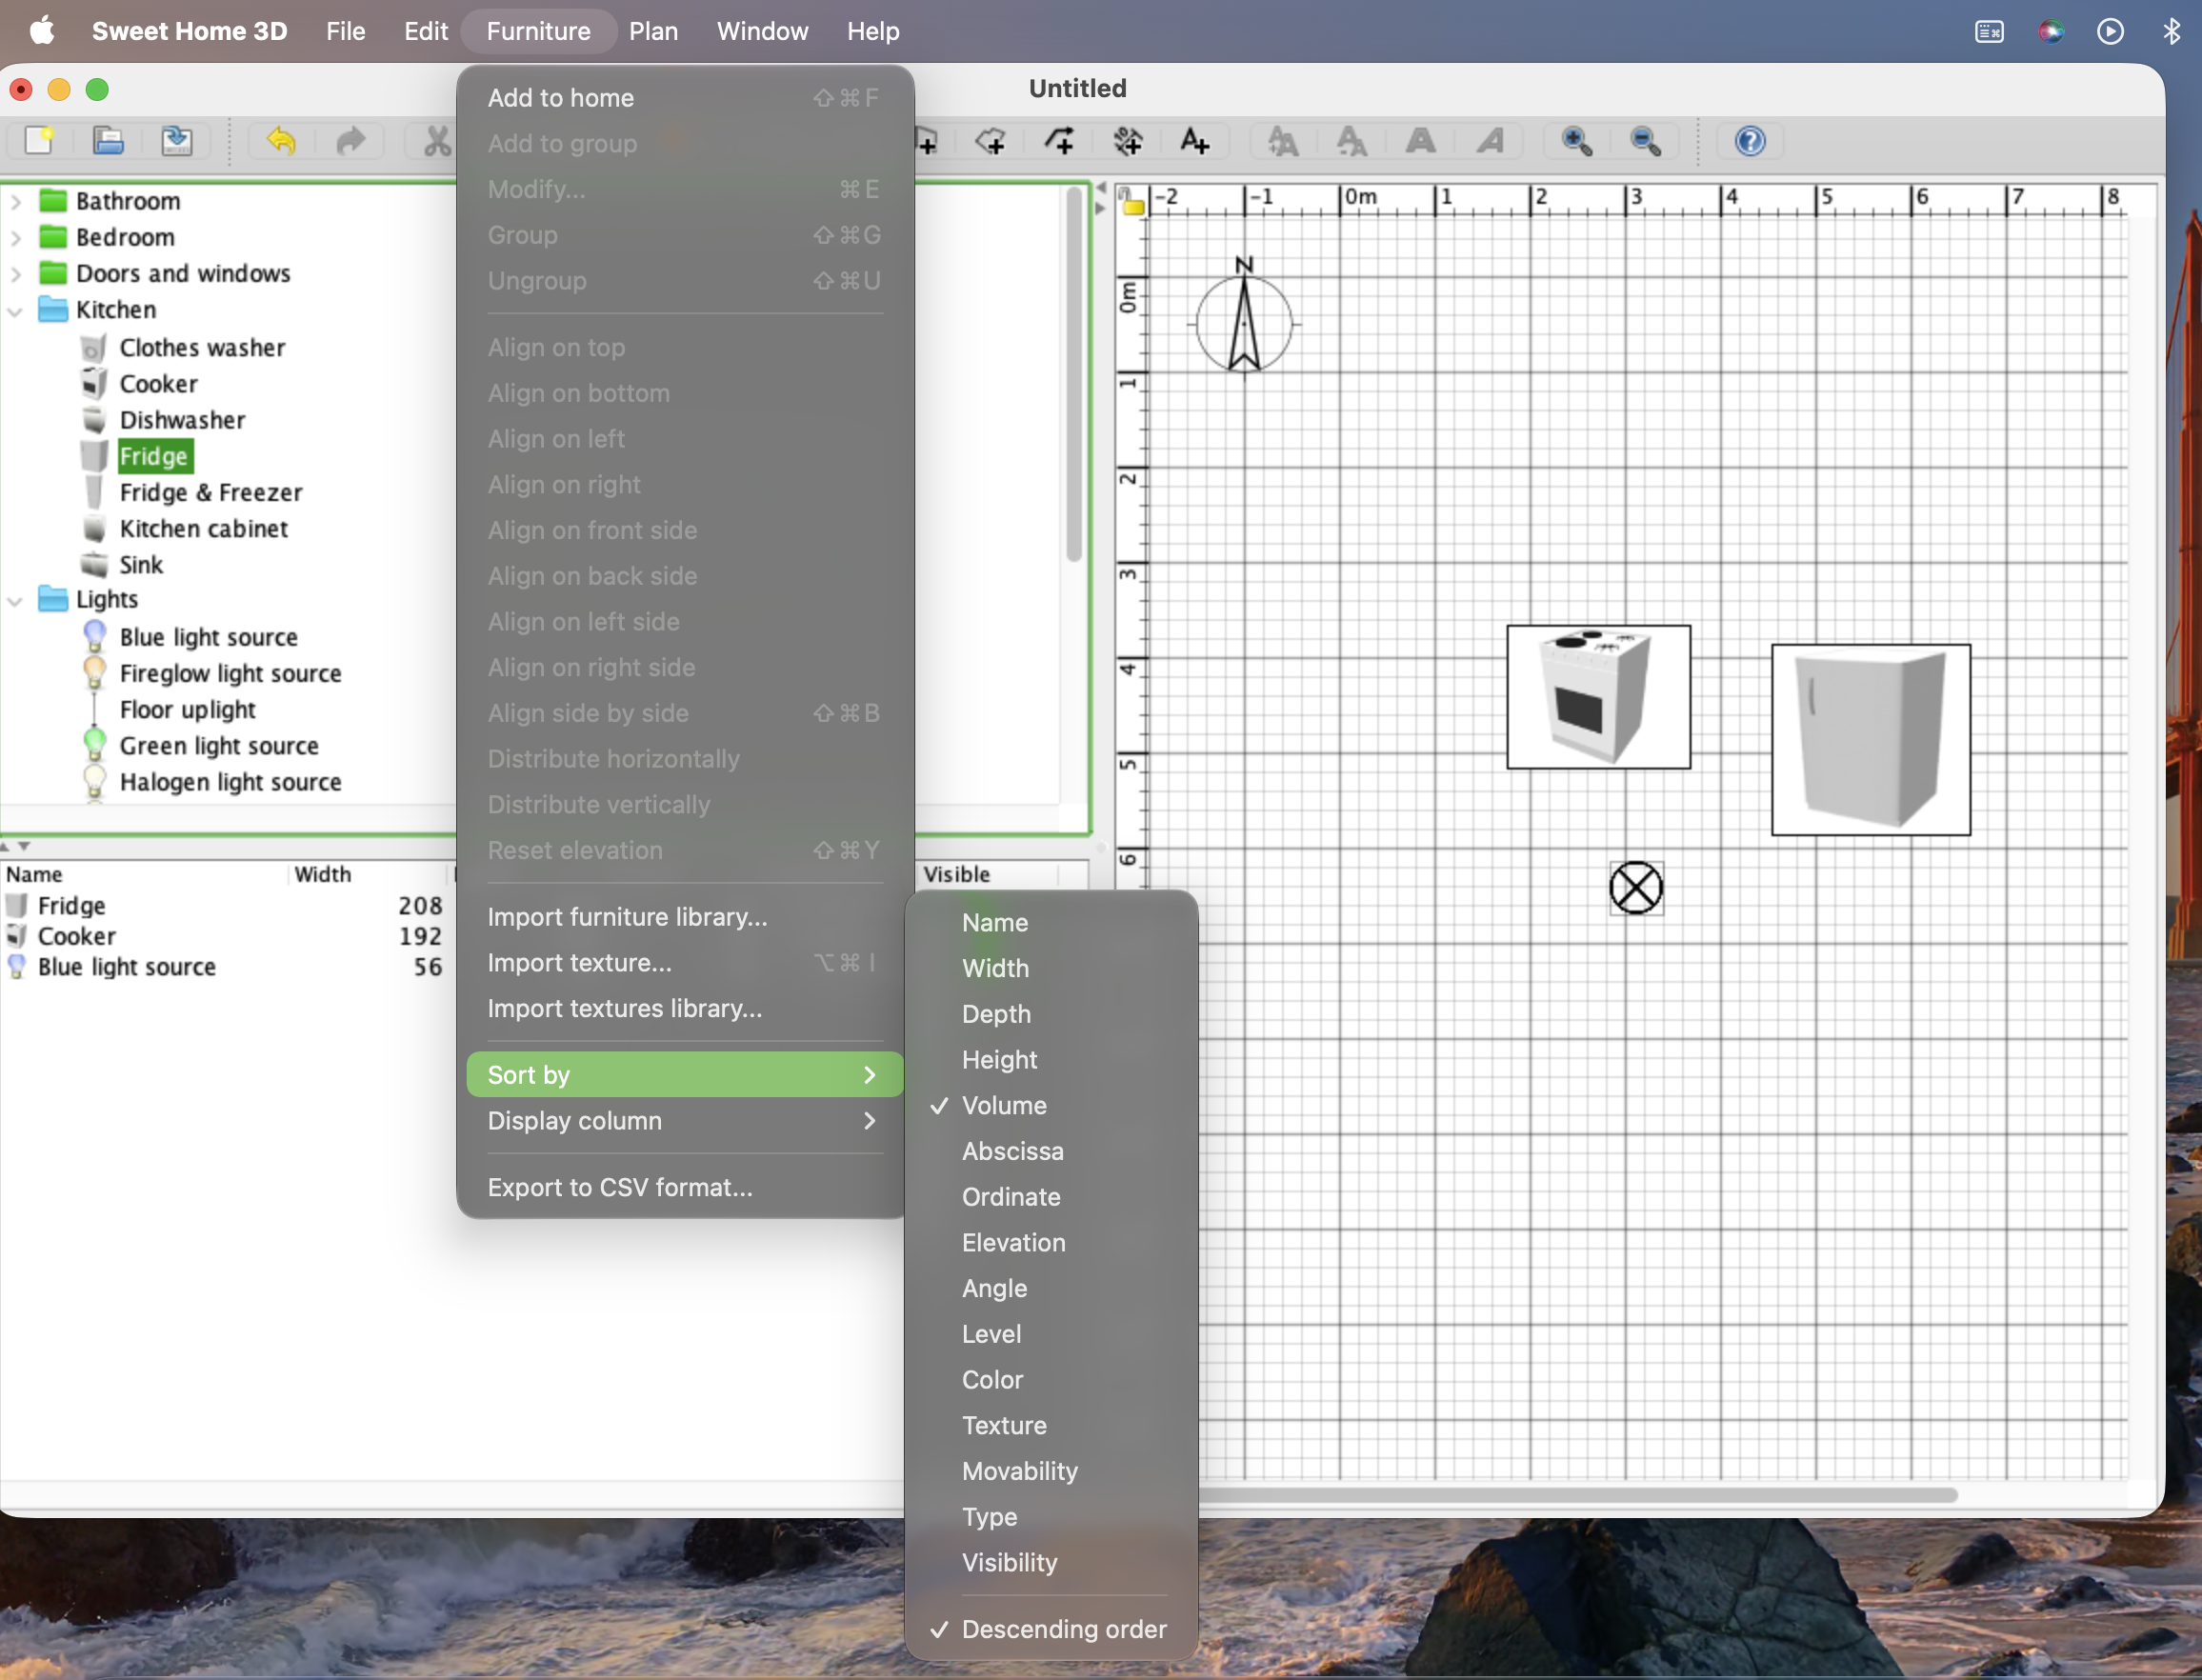 Sweet Home 3D File Edit Furniture Plan Window Help
Untitled
Bathroom
Bedroom
Doors and windows
Kitchen
Clothes washer
Cooker
Dishwasher
Fridge
Fridge & Freezer
Kitchen cabinet
Sink
Lights
Blue light source
Fireglow light source
Floor uplight
Green light source
Halogen light source
Name Width Visible
Fridge 208
Cooker 192
Blue light source 56
Add to home ⇧⌘F
Add to group
Modify... ⌘E
Group ⇧⌘G
Ungroup ⇧⌘U
Align on top
Align on bottom
Align on left
Align on right
Align on front side
Align on back side
Align on left side
Align on right side
Align side by side ⇧⌘B
Distribute horizontally
Distribute vertically
Reset elevation ⇧⌘Y
Import furniture library...
Import texture... ⌥⌘I
Import textures library...
Sort by
Display column
Export to CSV format...
Name
Width
Depth
Height
✓ Volume
Abscissa
Ordinate
Elevation
Angle
Level
Color
Texture
Movability
Type
Visibility
✓ Descending order
-2 -1 0m 1 2 3 4 5 6 7 8
N
0m
1
2
3
4
5
6